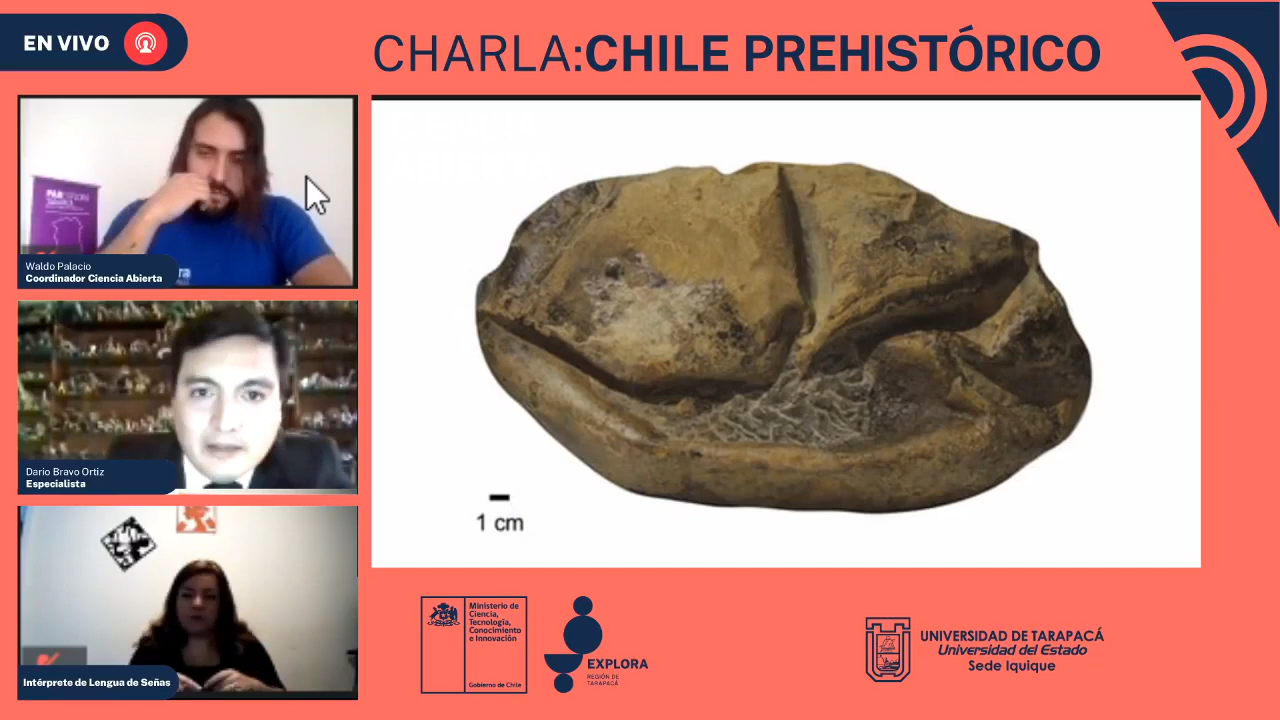 EN VIVO
CHARLA:CHILE PREHISTÓRICO
Waldo Palacio
Coordinador Ciencia Abierta
Dario Bravo Ortiz
Especialista
Intérprete de Lengua de Señas
1 cm
Ministerio de
Ciencia,
Tecnología,
Conocimiento
e Innovación
Gobierno de Chile
EXPLORA
REGIÓN DE
TARAPACÁ
UNIVERSIDAD DE TARAPACÁ
Universidad del Estado
Sede Iquique